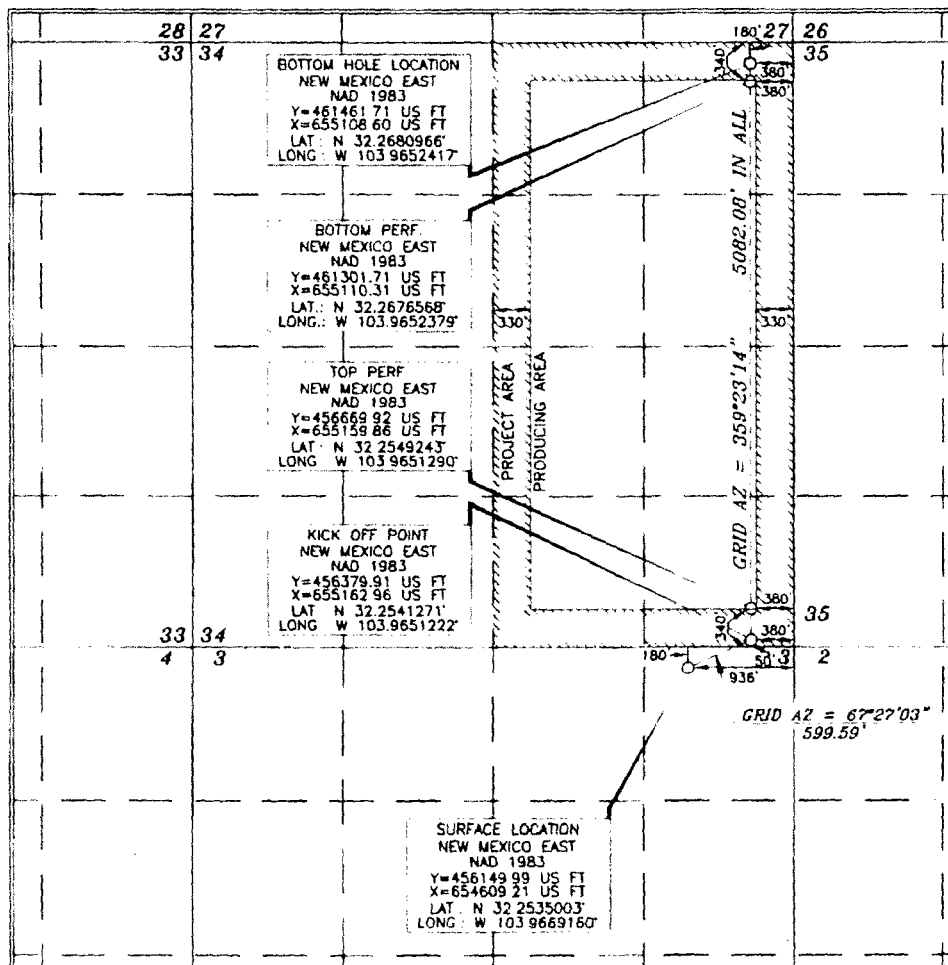 28 27
33 34
180'
27 26
35
340'
380'
380'
BOTTOM HOLE LOCATION
NEW MEXICO EAST
NAD 1983
Y=461461.71 US FT
X=655108.60 US FT
LAT.: N 32.2680966°
LONG.: W 103.9652417°
BOTTOM PERF.
NEW MEXICO EAST
NAD 1983
Y=461301.71 US FT
X=655110.31 US FT
LAT.: N 32.2676568°
LONG.: W 103.9652379°
GRID AZ = 359°23'14" 5082.08' IN ALL
330'
330'
PROJECT AREA
PRODUCING AREA
TOP PERF
NEW MEXICO EAST
NAD 1983
Y=456669.92 US FT
X=655159.86 US FT
LAT N 32.2549243°
LONG W 103.9651290°
KICK OFF POINT
NEW MEXICO EAST
NAD 1983
Y=456379.91 US FT
X=655162.96 US FT
LAT N 32.2541271°
LONG W 103.9651222°
380'
35
340'
380'
33 34
4 3
50'
3 2
180'
936'
GRID AZ = 67°27'03"
599.59'
SURFACE LOCATION
NEW MEXICO EAST
NAD 1983
Y=456149.99 US FT
X=654609.21 US FT
LAT. N 32.2535003°
LONG.: W 103.9669160°